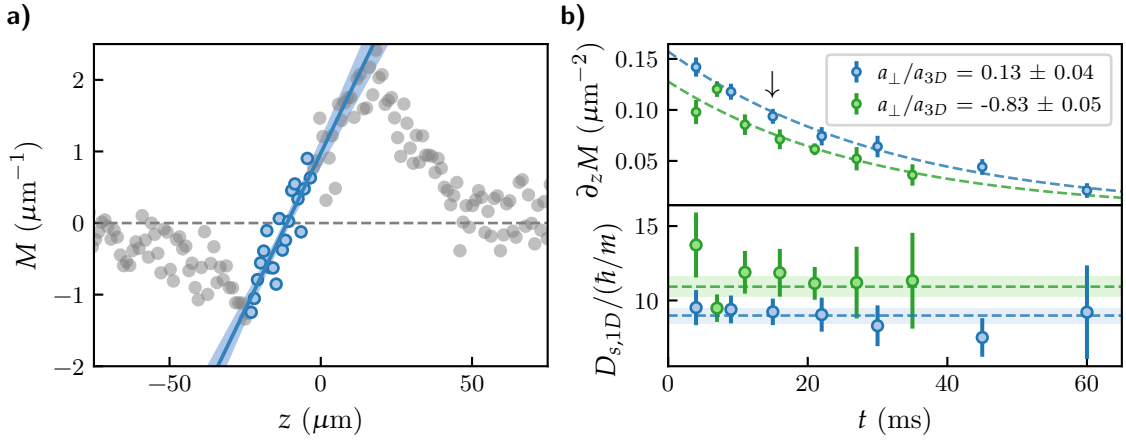 a)
M (μm⁻¹)
2
1
0
−1
−2
−50
0
50
z (μm)
b)
∂zM (μm⁻²)
0.15
0.10
0.05
↓
a⊥/a3D = 0.13 ± 0.04
a⊥/a3D = -0.83 ± 0.05
Ds,1D/(ħ/m)
15
10
0
20
40
60
t (ms)